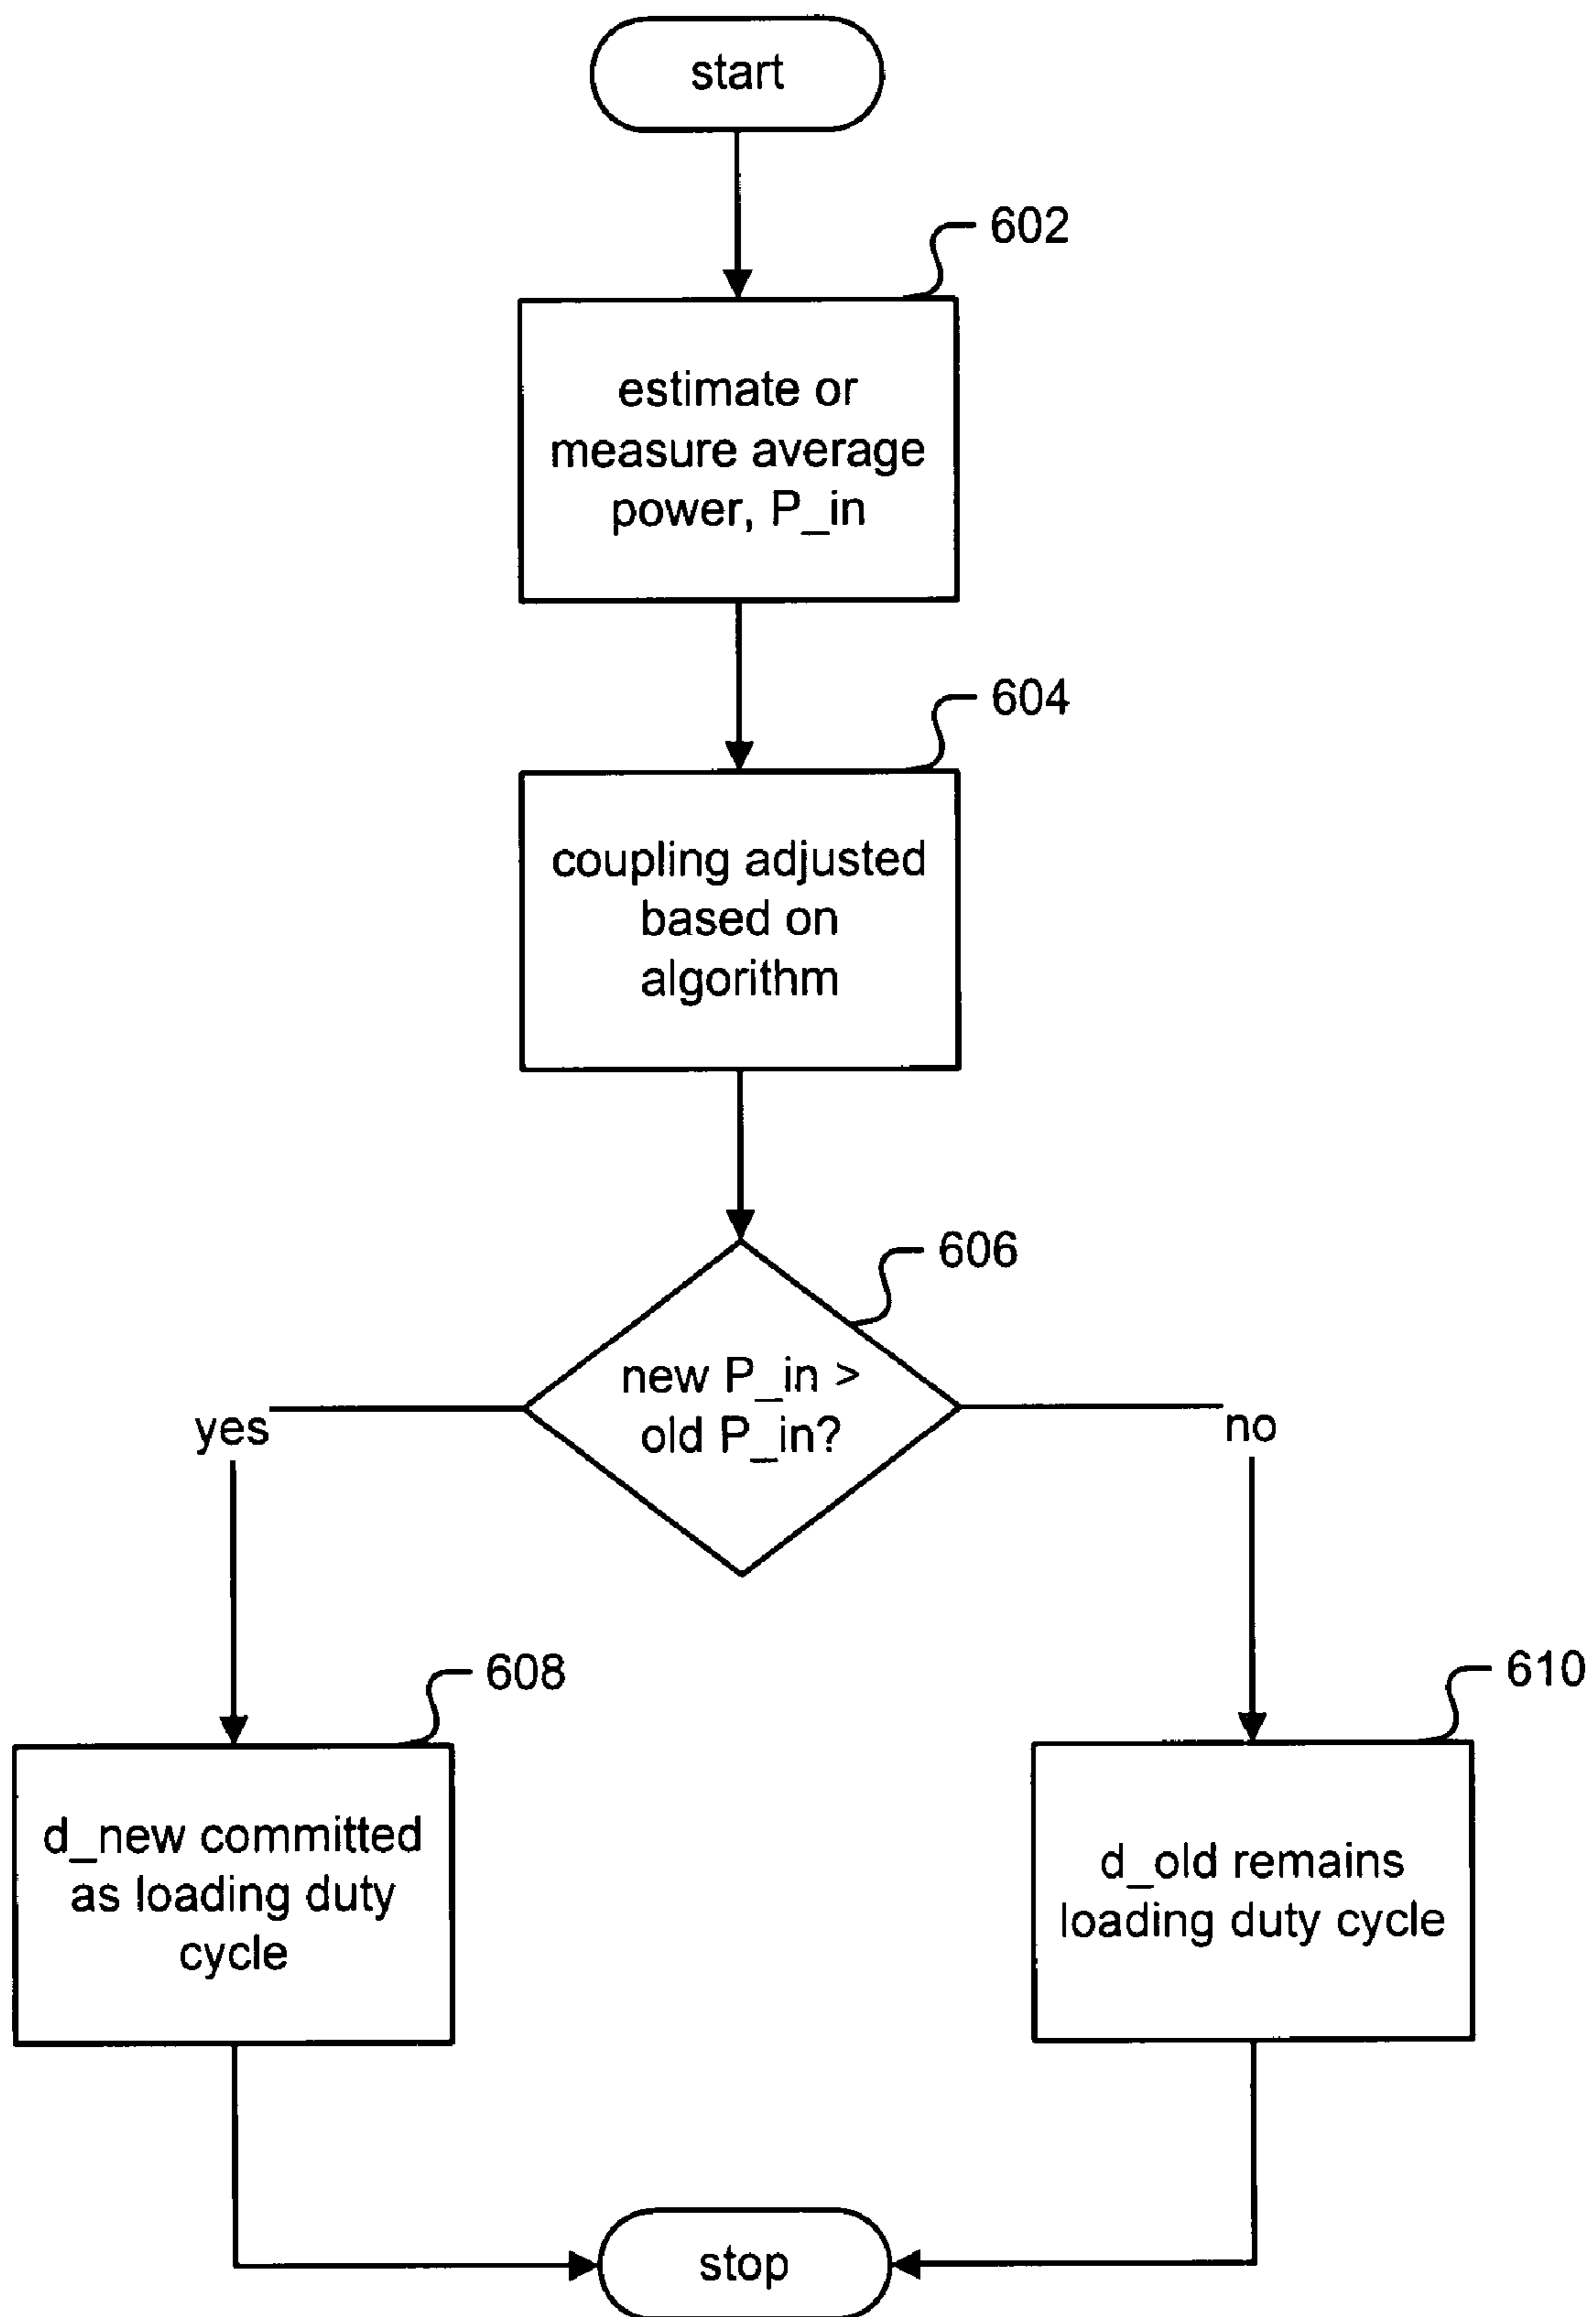 start
602
estimate or
measure average
power, P_in
604
coupling adjusted
based on
algorithm
606
new P_in >
old P_in?
yes
no
608
d_new committed
as loading duty
cycle
610
d_old remains
loading duty cycle
stop